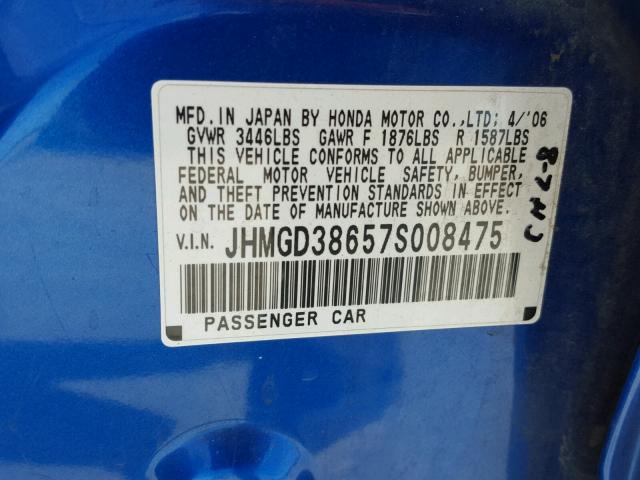 MFD. IN JAPAN BY HONDA MOTOR CO.,LTD; 4/'06
GVWR 3446LBS GAWR F 1876LBS R 1587LBS
THIS VEHICLE CONFORMS TO ALL APPLICABLE
FEDERAL MOTOR VEHICLE SAFETY, BUMPER,
AND THEFT PREVENTION STANDARDS IN EFFECT
ON THE DATE OF MANUFACTURE SHOWN ABOVE.
V.I.N. JHMGD38657S008475
PASSENGER CAR